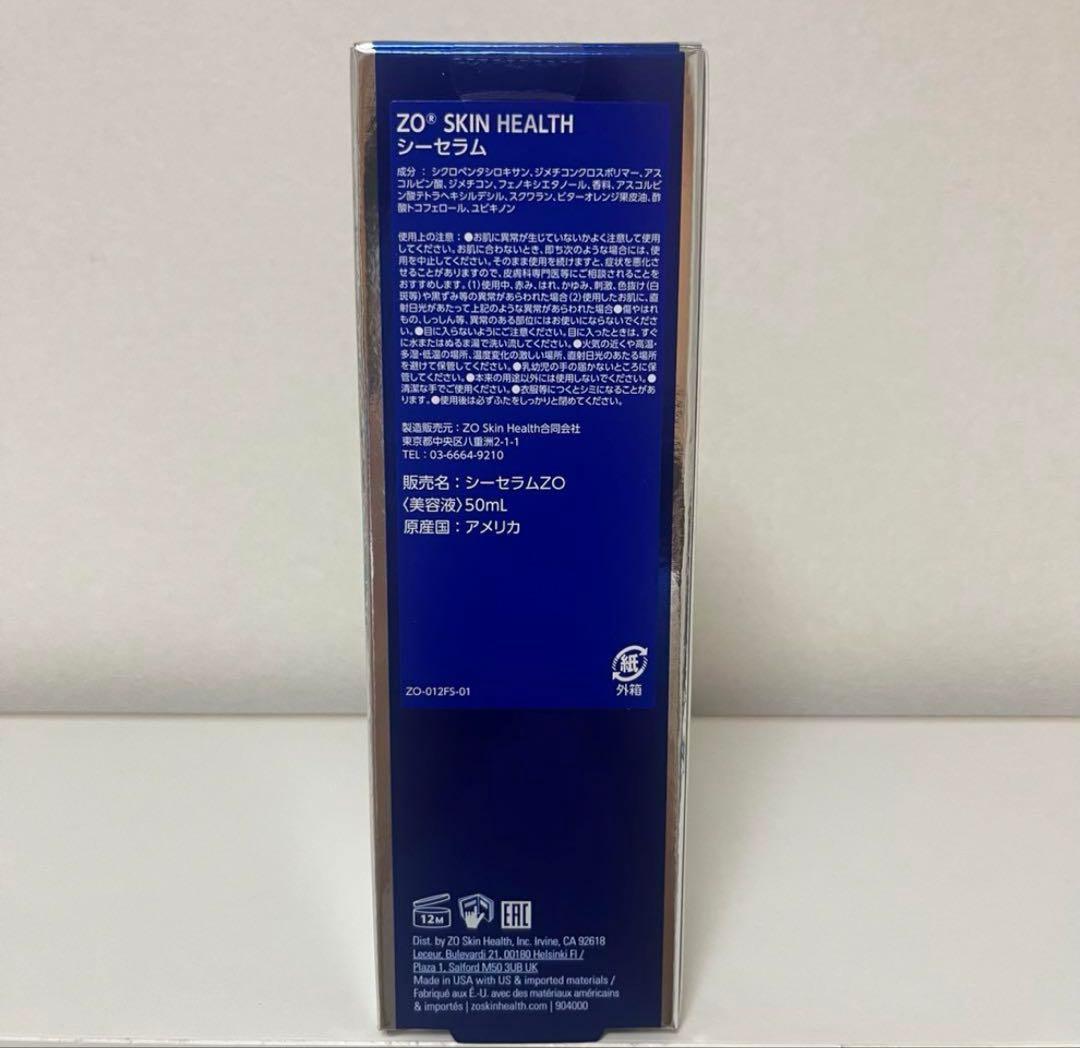 ZO® SKIN HEALTH
シーセラム
成分：シクロペンタシロキサン、ジメチコンクロスポリマー、アス
コルビン酸、ジメチコン、フェノキシエタノール、香料、アスコルビ
ン酸テトラヘキシルデシル、スクワラン、ビターオレンジ果皮油、酢
酸トコフェロール、ユビキノン
使用上の注意：●お肌に異常が生じていないかよく注意して使用
してください。お肌に合わないとき、即ち次のような場合には、使
用を中止してください。そのまま使用を続けますと、症状を悪化さ
せることがありますので、皮膚科専門医等にご相談されることを
おすすめします。(1)使用中、赤み、はれ、かゆみ、刺激、色抜け(白
斑等)や黒ずみ等の異常があらわれた場合(2)使用したお肌に、直
射日光があたって上記のような異常があらわれた場合●傷やはれ
もの、しっしん等、異常のある部位にはお使いにならないでくださ
い。●目に入らないようにご注意ください。目に入ったときは、すぐ
に水またはぬるま湯で洗い流してください。●火気の近くや高温・
多湿・低温の場所、温度変化の激しい場所、直射日光のあたる場所
を避けて保管してください。●乳幼児の手の届かないところに保
管してください。●本来の用途以外には使用しないでください。●
清潔な手でご使用ください。●衣服等につくとシミになることがあ
ります。●使用後は必ずふたをしっかりと閉めてください。
製造販売元：ZO Skin Health合同会社
東京都中央区八重洲2-1-1
TEL：03-6664-9210
販売名：シーセラムZO
〈美容液〉50mL
原産国：アメリカ
紙
ZO-012FS-01
外箱
12M
EAC
Dist. by ZO Skin Health, Inc. Irvine, CA 92618
Leceur, Bulevardi 21, 00180 Helsinki FI /
Plaza 1, Salford M50 3UB UK
Made in USA with US & imported materials /
Fabriqué aux É.-U. avec des matériaux américains
& importés | zoskinhealth.com | 904000